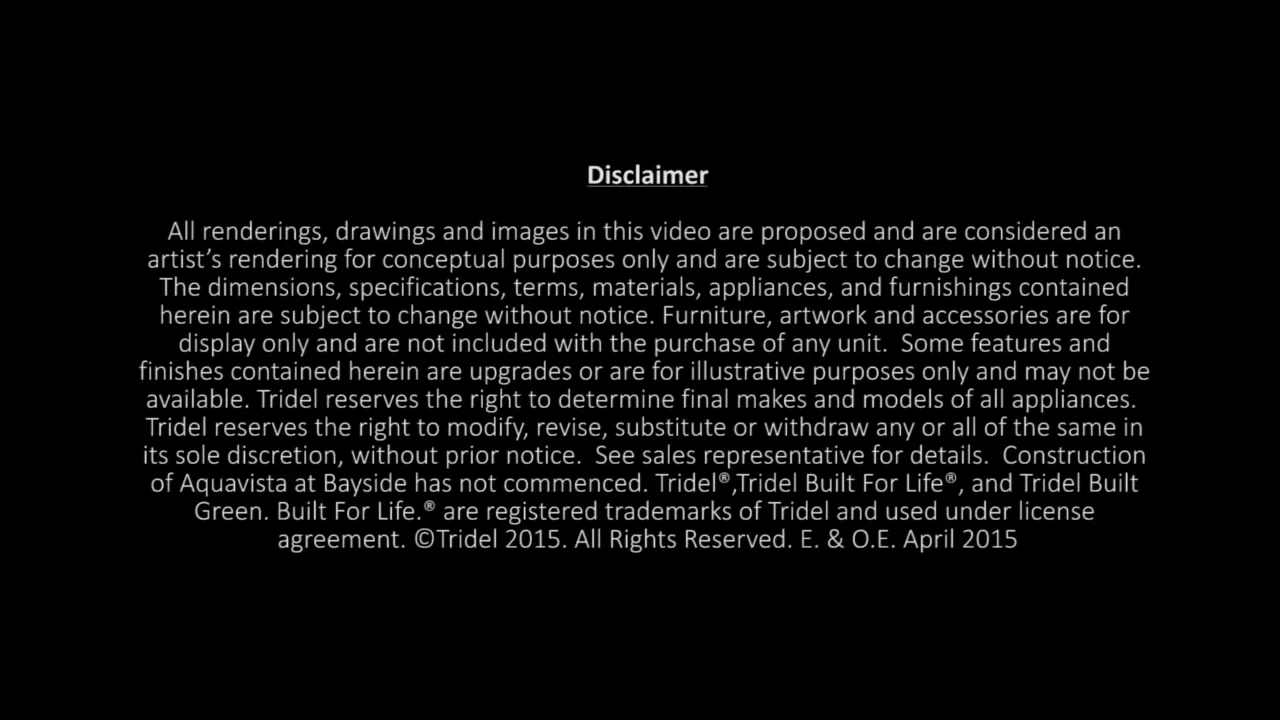 Disclaimer
All renderings, drawings and images in this video are proposed and are considered an
artist’s rendering for conceptual purposes only and are subject to change without notice.
The dimensions, specifications, terms, materials, appliances, and furnishings contained
herein are subject to change without notice. Furniture, artwork and accessories are for
display only and are not included with the purchase of any unit.  Some features and
finishes contained herein are upgrades or are for illustrative purposes only and may not be
available. Tridel reserves the right to determine final makes and models of all appliances.
Tridel reserves the right to modify, revise, substitute or withdraw any or all of the same in
its sole discretion, without prior notice.  See sales representative for details.  Construction
of Aquavista at Bayside has not commenced. Tridel®,Tridel Built For Life®, and Tridel Built
Green. Built For Life.® are registered trademarks of Tridel and used under license
agreement. ©Tridel 2015. All Rights Reserved. E. & O.E. April 2015